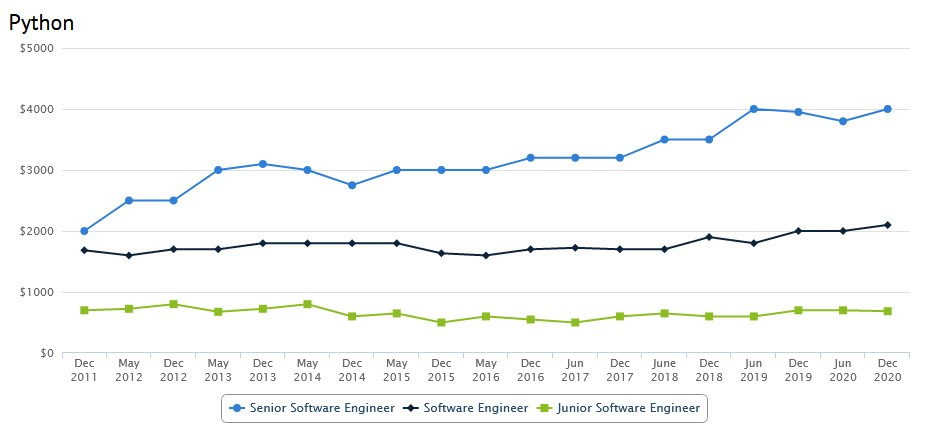 Python
$5000
$4000
$3000
$2000
$1000
$0
Dec May Dec May Dec May Dec May Dec May Dec Jun Dec June Dec Jun Dec Jun Dec
2011 2012 2012 2013 2013 2014 2014 2015 2015 2016 2016 2017 2017 2018 2018 2019 2019 2020 2020
Senior Software Engineer Software Engineer Junior Software Engineer